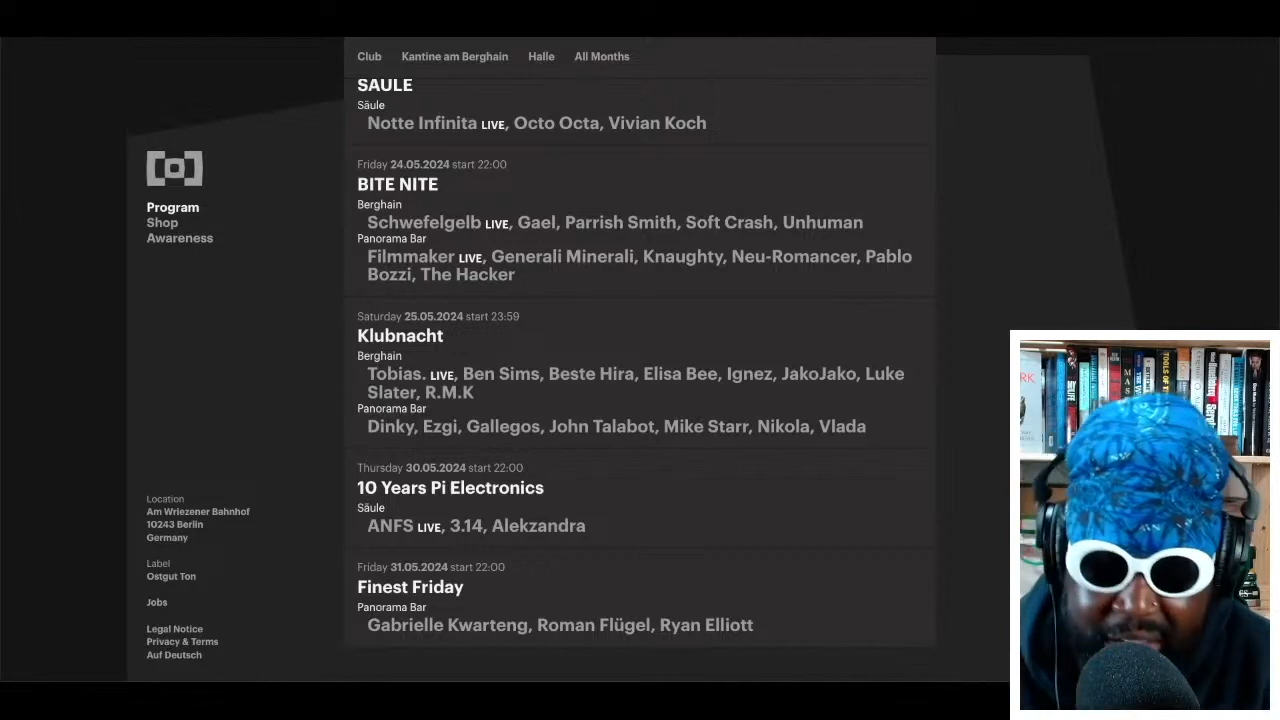 Club Kantine am Berghain Halle All Months
SÄULE
Säule
Notte Infinita LIVE, Octo Octa, Vivian Koch
Friday 24.05.2024 start 22:00
BITE NITE
Berghain
Schwefelgelb LIVE, Gael, Parrish Smith, Soft Crash, Unhuman
Panorama Bar
Filmmaker LIVE, Generali Minerali, Knaughty, Neu-Romancer, Pablo
Bozzi, The Hacker
Saturday 25.05.2024 start 23:59
Klubnacht
Berghain
Tobias. LIVE, Ben Sims, Beste Hira, Elisa Bee, Ignez, JakoJako, Luke
Slater, R.M.K
Panorama Bar
Dinky, Ezgi, Gallegos, John Talabot, Mike Starr, Nikola, Vlada
Thursday 30.05.2024 start 22:00
10 Years Pi Electronics
Säule
ANFS LIVE, 3.14, Alekzandra
Friday 31.05.2024 start 22:00
Finest Friday
Panorama Bar
Gabrielle Kwarteng, Roman Flügel, Ryan Elliott
Program
Shop
Awareness
Location
Am Wriezener Bahnhof
10243 Berlin
Germany
Label
Ostgut Ton
Jobs
Legal Notice
Privacy & Terms
Auf Deutsch
TOOLS OF